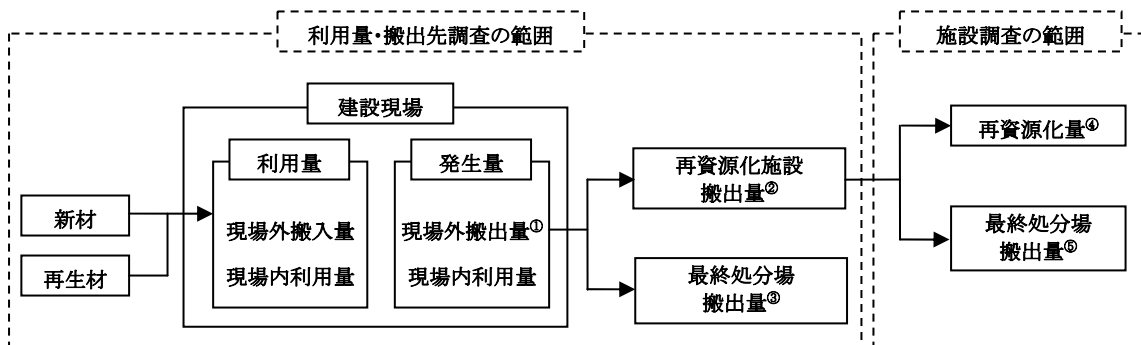 利用量・搬出先調査の範囲
施設調査の範囲
建設現場
利用量
発生量
新材
再生材
現場外搬入量
現場内利用量
現場外搬出量①
現場内利用量
再資源化施設
搬出量②
最終処分場
搬出量③
再資源化量④
最終処分場
搬出量⑤